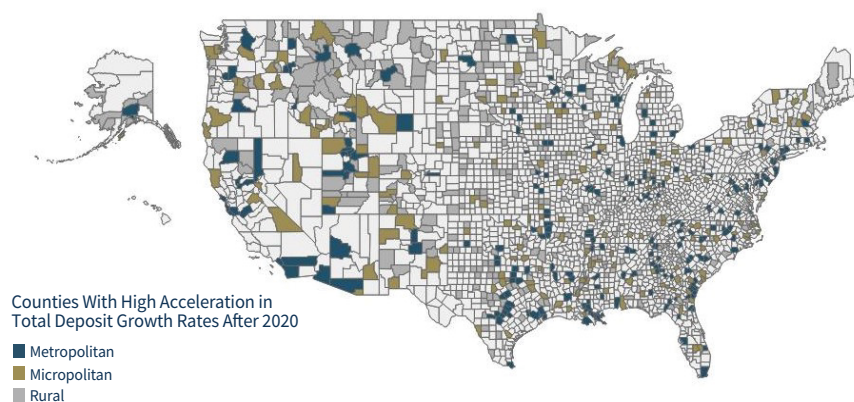 Counties With High Acceleration in
Total Deposit Growth Rates After 2020
Metropolitan
Micropolitan
Rural